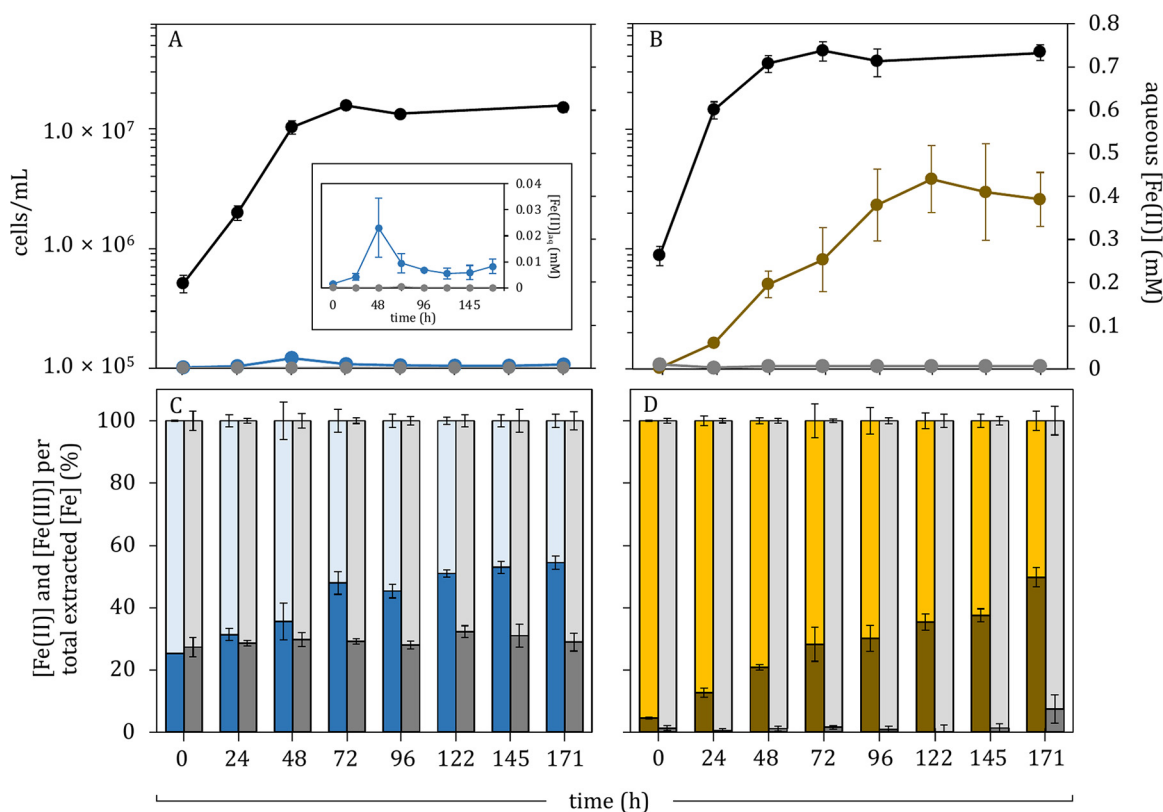 A
B
1.0 × 10⁷
1.0 × 10⁶
1.0 × 10⁵
cells/mL
0.04
0.03
0.02
0.01
0
[Fe(II)]aq (mM)
0 48 96 145
time (h)
0.8
0.7
0.6
0.5
0.4
0.3
0.2
0.1
0
aqueous [Fe(II)] (mM)
C
D
100
80
60
40
20
0
[Fe(II)] and [Fe(III)] per
total extracted [Fe] (%)
0 24 48 72 96 122 145 171
0 24 48 72 96 122 145 171
time (h)